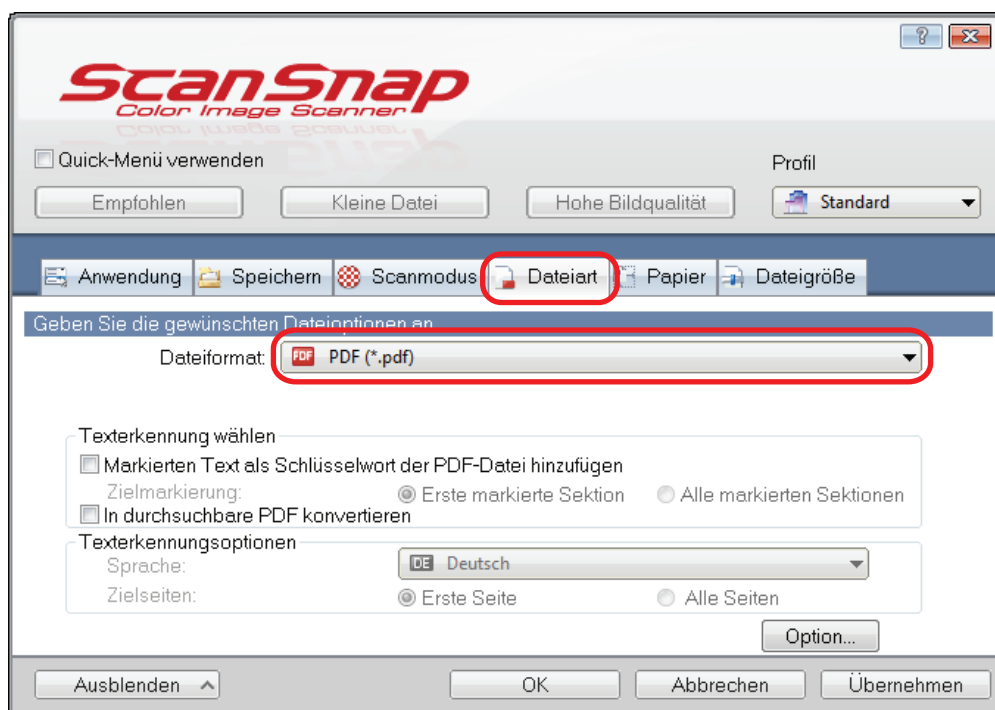 ScanSnap
Color Image Scanner
Quick-Menü verwenden
Profil
Empfohlen Kleine Datei Hohe Bildqualität Standard
Anwendung Speichern Scanmodus Dateiart Papier Dateigröße
Geben Sie die gewünschten Dateioptionen an
Dateiformat: PDF PDF (*.pdf)
Texterkennung wählen
Markierten Text als Schlüsselwort der PDF-Datei hinzufügen
Zielmarkierung: Erste markierte Sektion Alle markierten Sektionen
In durchsuchbare PDF konvertieren
Texterkennungsoptionen
Sprache: DE Deutsch
Zielseiten: Erste Seite Alle Seiten
Option...
Ausblenden OK Abbrechen Übernehmen